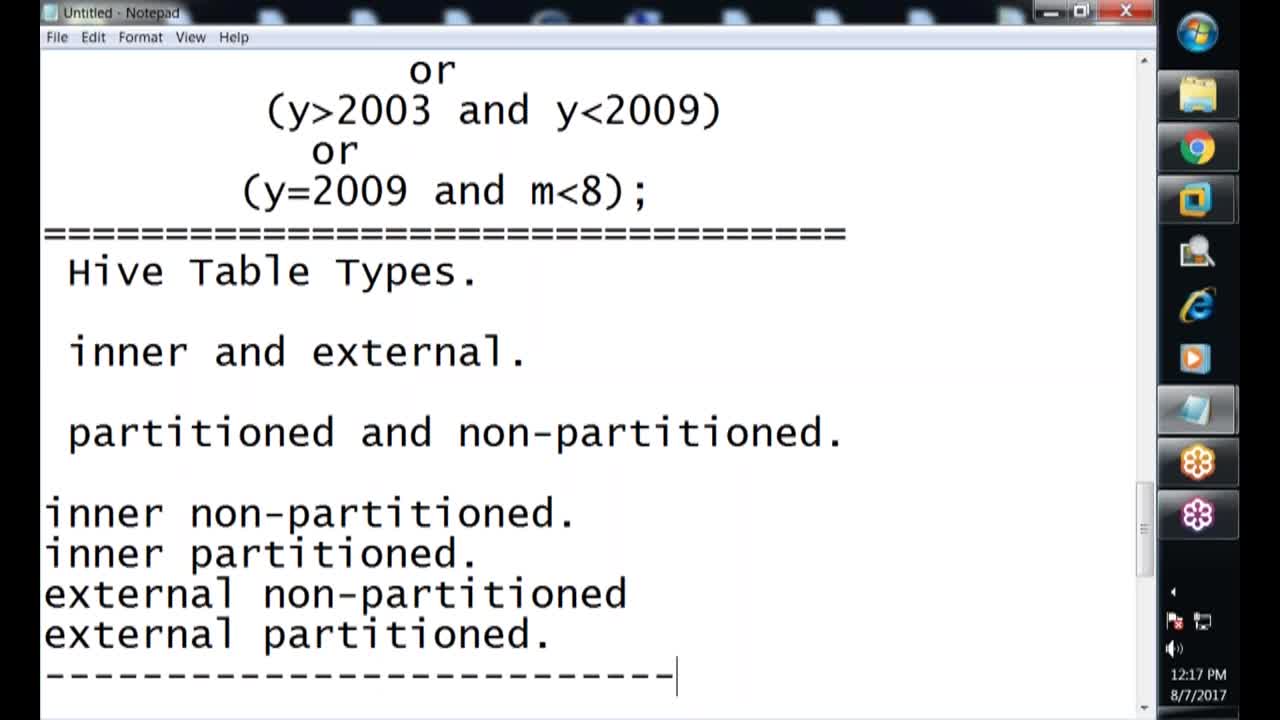 Untitled - Notepad
File Edit Format View Help
or
(y>2003 and y<2009)
or
(y=2009 and m<8);
=================================
Hive Table Types.
inner and external.
partitioned and non-partitioned.
inner non-partitioned.
inner partitioned.
external non-partitioned
external partitioned.
--------------------------
12:17 PM
8/7/2017